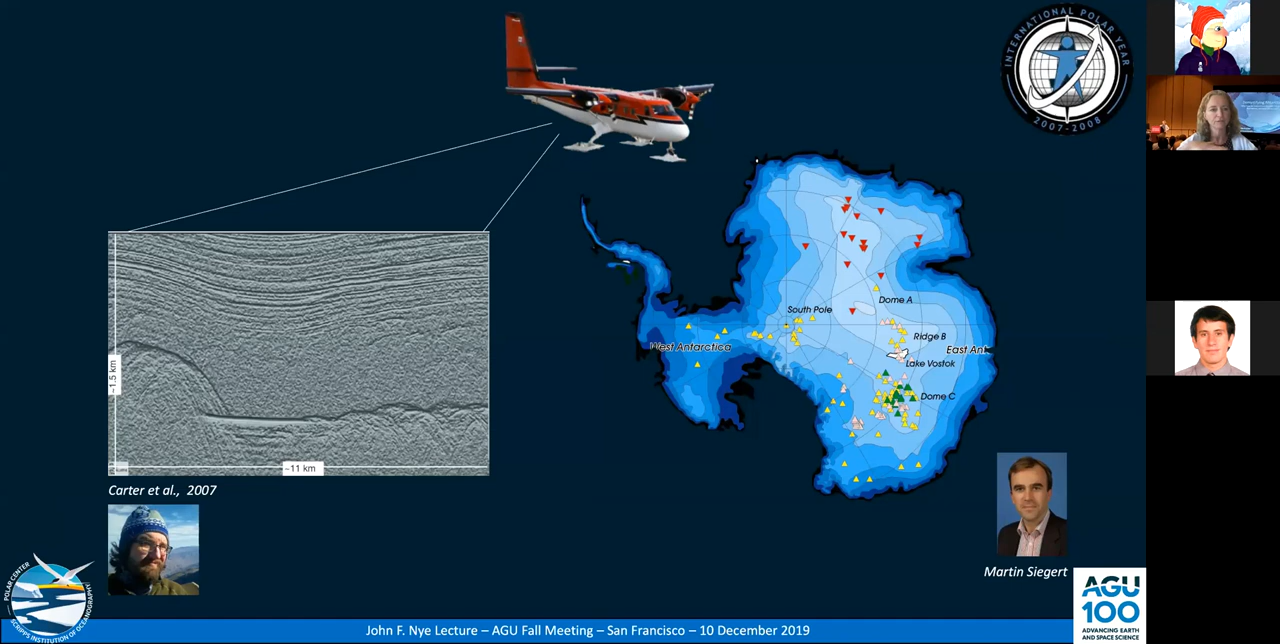 INTERNATIONAL POLAR YEAR
2007-2008
South Pole
Dome A
Ridge B
West Antarctica
East Ant
Lake Vostok
Dome C
~1.5 km
~11 km
Carter et al., 2007
Martin Siegert
POLAR CENTER
SCRIPPS INSTITUTION OF OCEANOGRAPHY
John F. Nye Lecture – AGU Fall Meeting – San Francisco – 10 December 2019
AGU
100
ADVANCING EARTH
AND SPACE SCIENCE